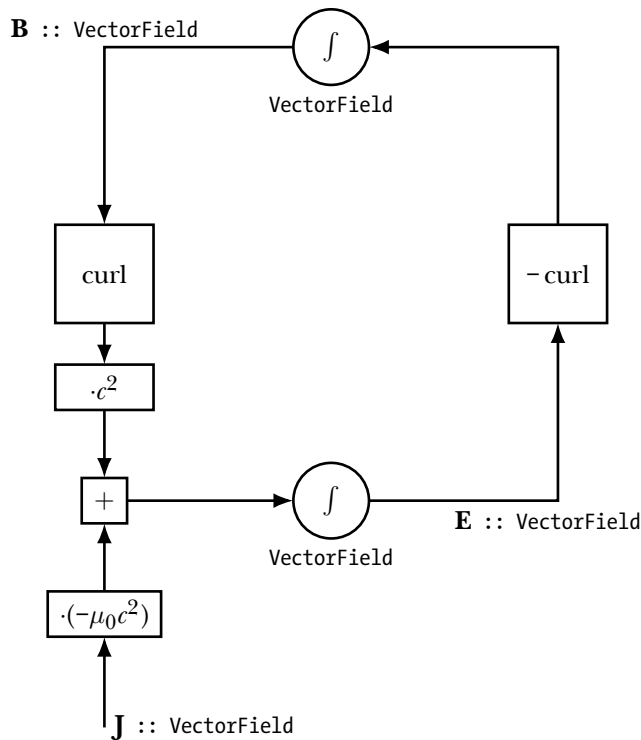 B :: VectorField
∫
VectorField
curl
− curl
·c²
+
∫
VectorField
E :: VectorField
·(−μ₀c²)
J :: VectorField